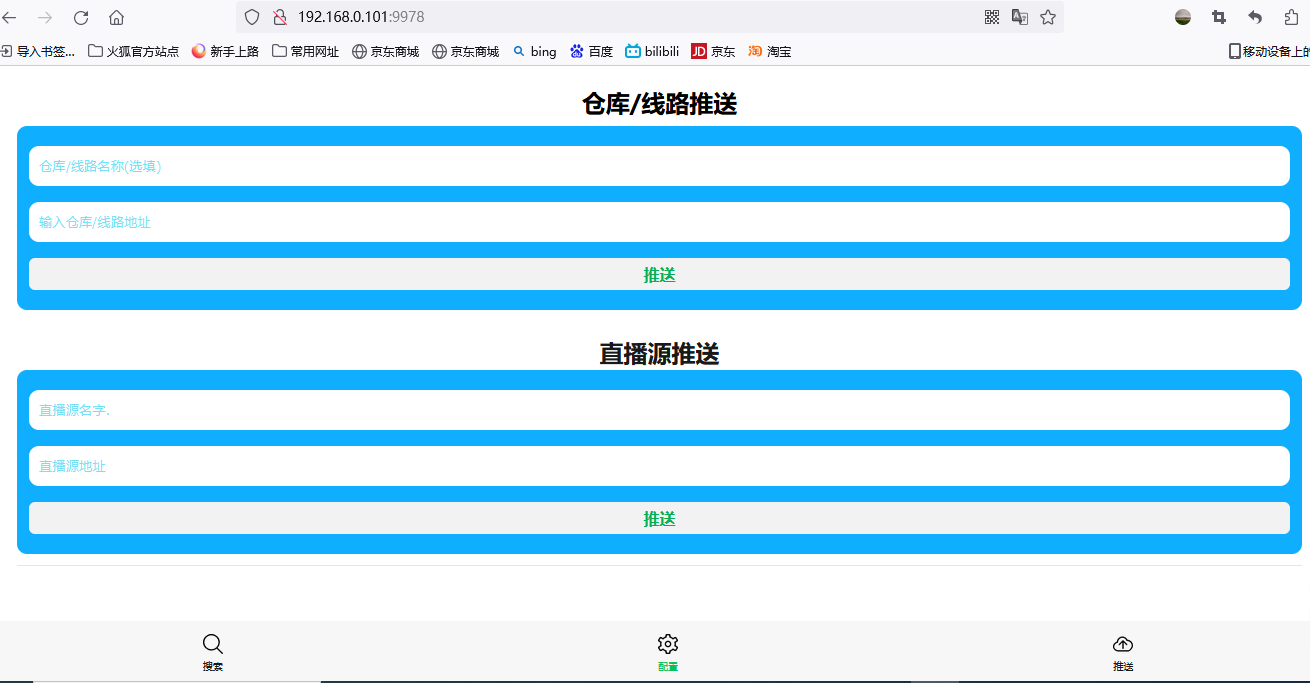 192.168.0.101:9978
导入书签... 火狐官方站点 新手上路 常用网址 京东商城 京东商城 bing 百度 bilibili JD 京东 淘 淘宝 移动设备上的
仓库/线路推送
仓库/线路名称(选填)
输入仓库/线路地址
推送
直播源推送
直播源名字.
直播源地址
推送
搜索 配置 推送